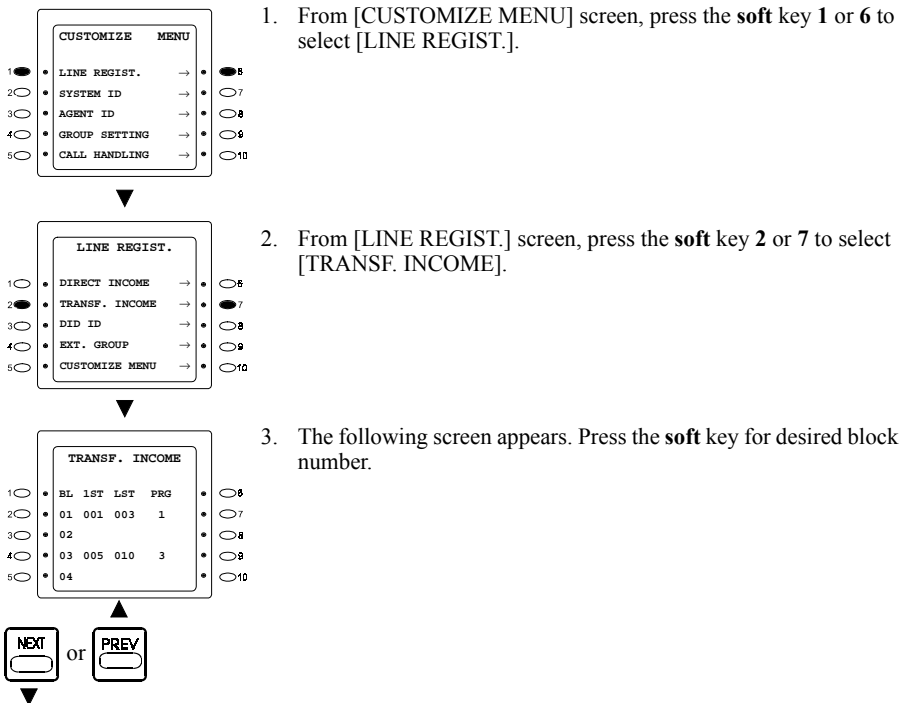 CUSTOMIZE MENU
1 LINE REGIST. → 6
2 SYSTEM ID → 7
3 AGENT ID → 8
4 GROUP SETTING → 9
5 CALL HANDLING → 10
1. From [CUSTOMIZE MENU] screen, press the soft key 1 or 6 to
select [LINE REGIST.].
LINE REGIST.
1 DIRECT INCOME → 6
2 TRANSF. INCOME → 7
3 DID ID → 8
4 EXT. GROUP → 9
5 CUSTOMIZE MENU → 10
2. From [LINE REGIST.] screen, press the soft key 2 or 7 to select
[TRANSF. INCOME].
TRANSF. INCOME
1 BL 1ST LST PRG 6
2 01 001 003 1 7
3 02 8
4 03 005 010 3 9
5 04 10
3. The following screen appears. Press the soft key for desired block
number.
NEXT or PREV